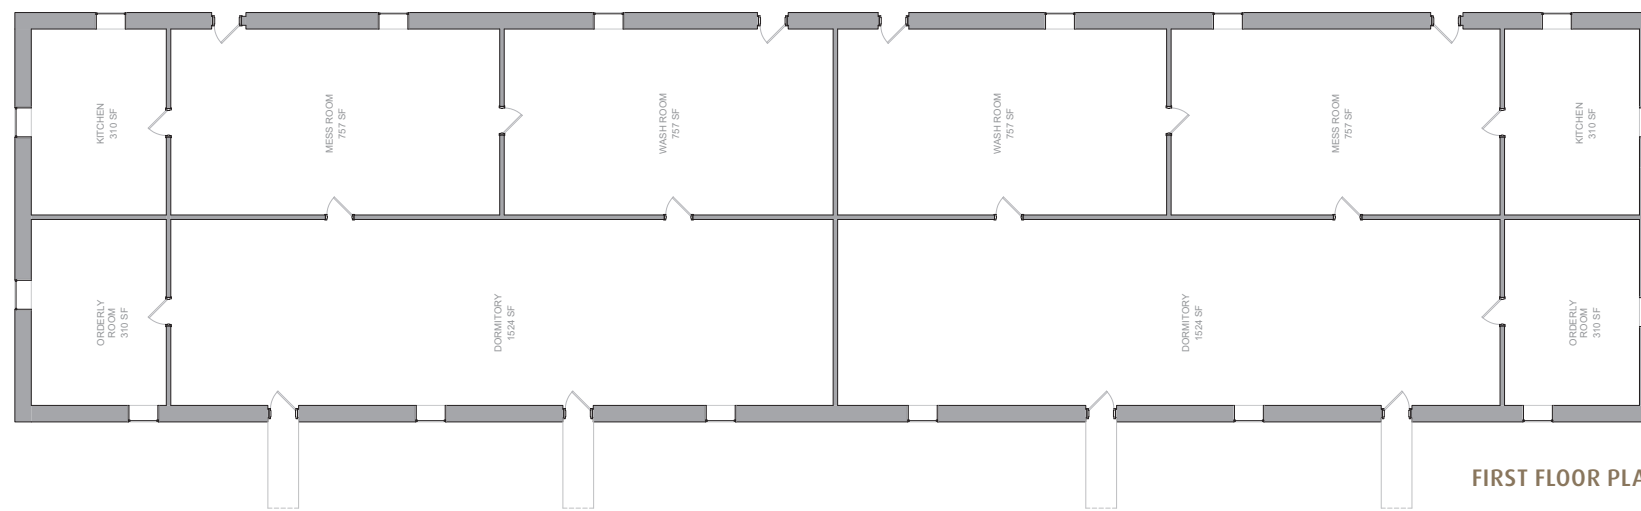 KITCHEN
310 SF
MESS ROOM
757 SF
WASH ROOM
757 SF
WASH ROOM
757 SF
MESS ROOM
757 SF
KITCHEN
310 SF
ORDERLY
ROOM
310 SF
DORMITORY
1524 SF
DORMITORY
1524 SF
ORDERLY
ROOM
310 SF
FIRST FLOOR PLA